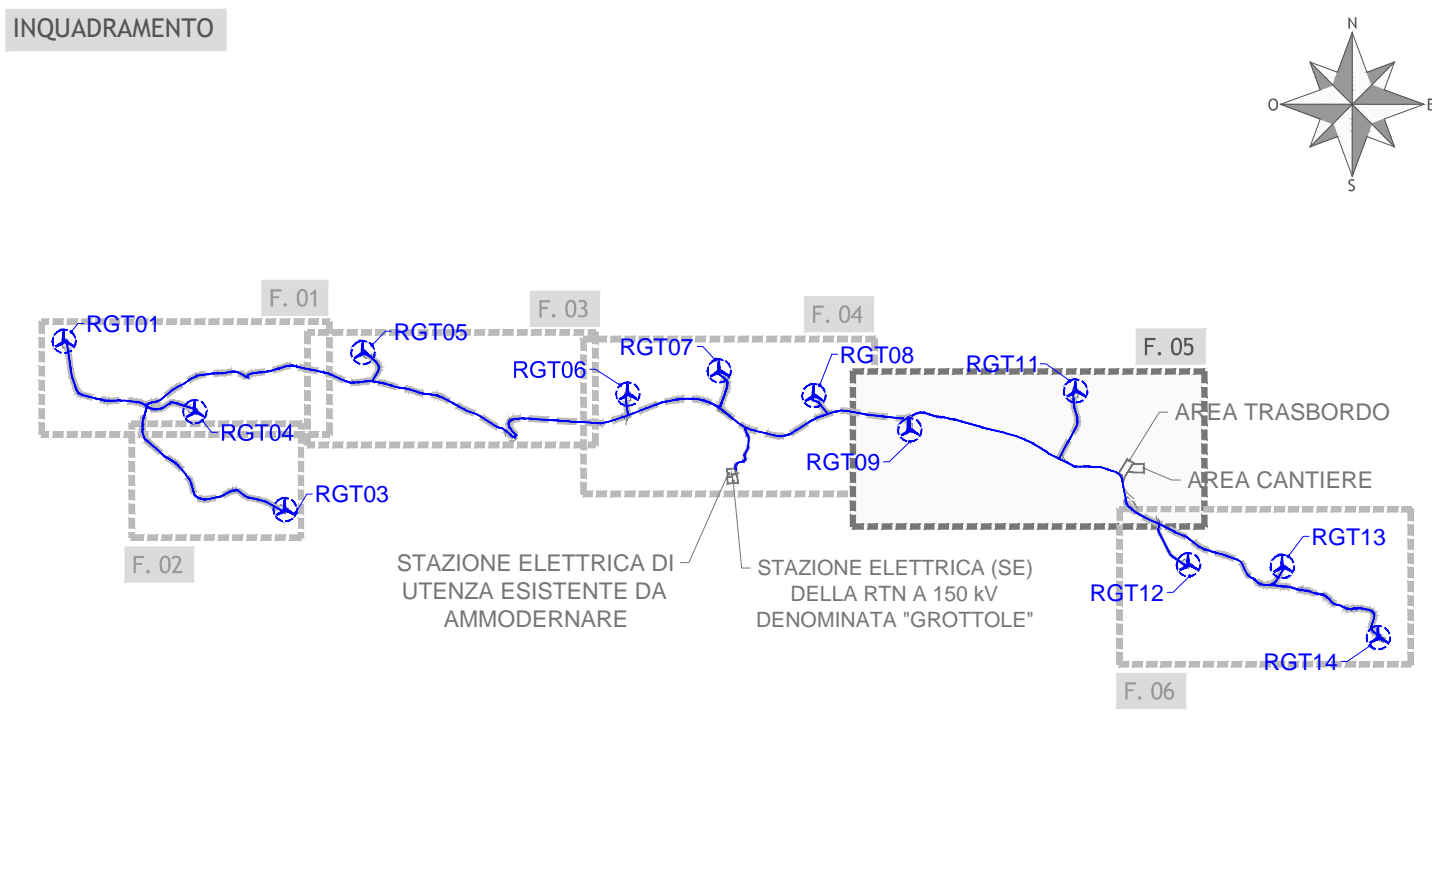 INQUADRAMENTO
N
O
E
S
F. 01
F. 03
F. 04
RGT01
RGT05
RGT07
F. 05
RGT08
RGT06
RGT11
AREA TRASBORDO
RGT04
RGT09
AREA CANTIERE
RGT03
RGT13
F. 02
STAZIONE ELETTRICA DI
UTENZA ESISTENTE DA
AMMODERNARE
STAZIONE ELETTRICA (SE)
DELLA RTN A 150 kV
DENOMINATA "GROTTOLE"
RGT12
RGT14
F. 06